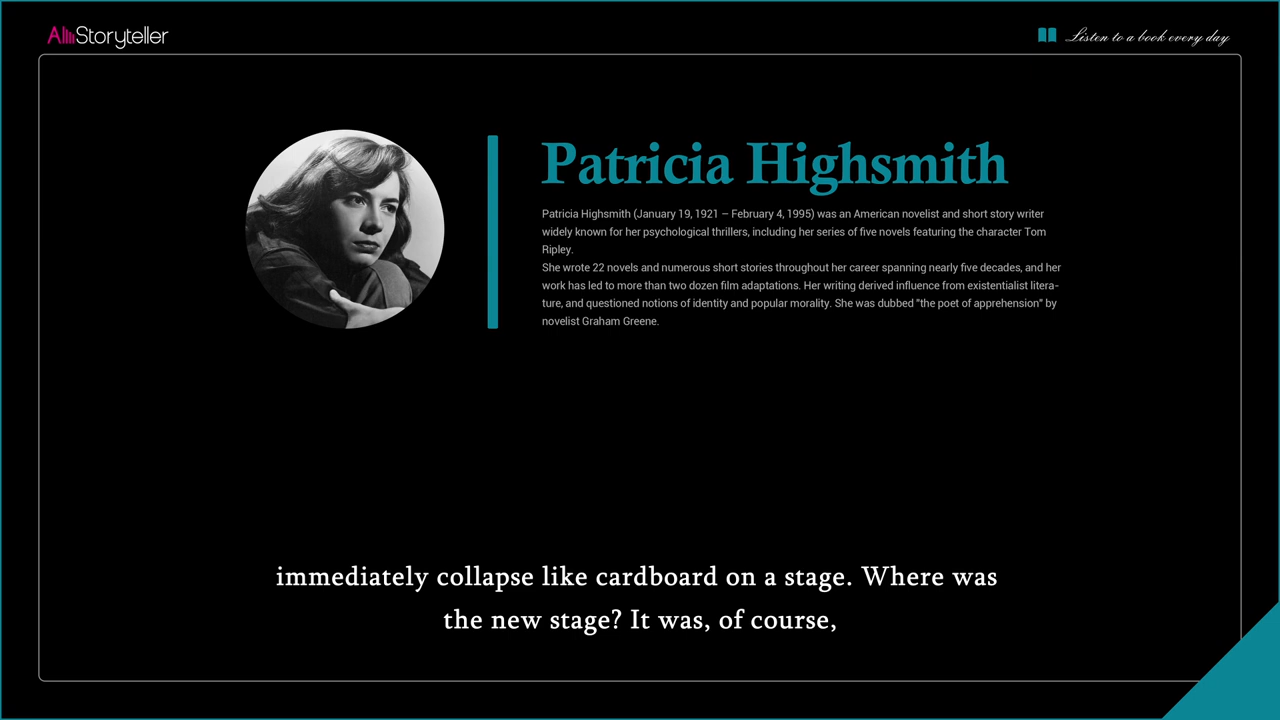 AllStoryteller
Listen to a book every day
Patricia Highsmith
Patricia Highsmith (January 19, 1921 – February 4, 1995) was an American novelist and short story writer
widely known for her psychological thrillers, including her series of five novels featuring the character Tom
Ripley.
She wrote 22 novels and numerous short stories throughout her career spanning nearly five decades, and her
work has led to more than two dozen film adaptations. Her writing derived influence from existentialist litera-
ture, and questioned notions of identity and popular morality. She was dubbed "the poet of apprehension" by
novelist Graham Greene.
immediately collapse like cardboard on a stage. Where was
the new stage? It was, of course,